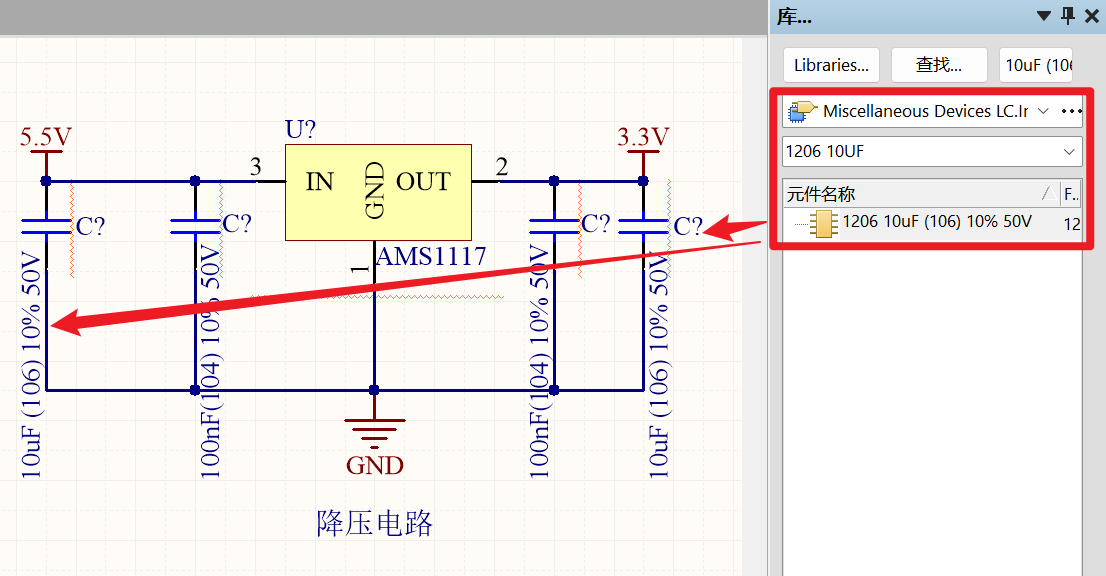 库...
Libraries...
查找...
10uF (10
Miscellaneous Devices LC.Ir
1206 10UF
元件名称
F..
1206 10uF (106) 10% 50V
12
5.5V
U?
3.3V
3
IN
GND
OUT
2
C?
C?
C?
C?
1
AMS1117
10uF (106) 10% 50V
100nF(104) 10% 50V
100nF(104) 10% 50V
10uF (106) 10% 50V
GND
降压电路